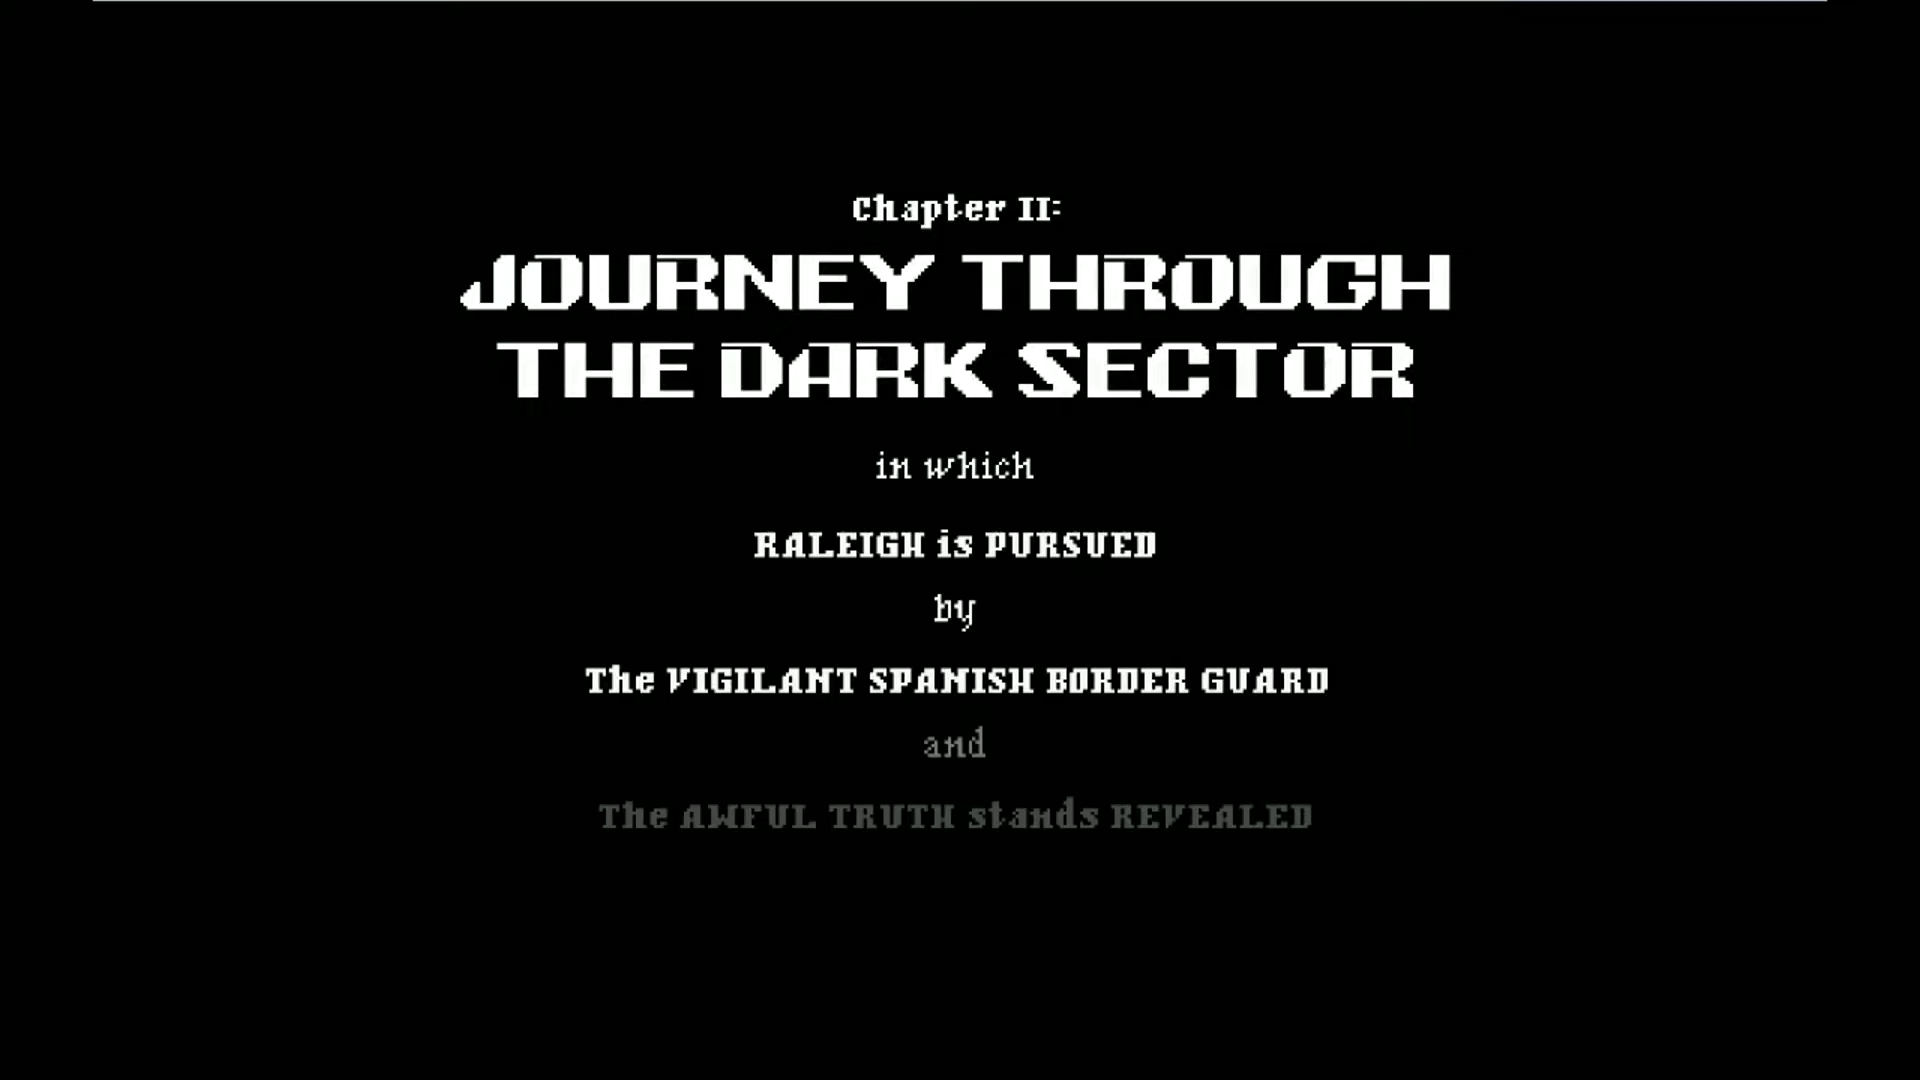 Chapter II:
JOURNEY THROUGH
THE DARK SECTOR
in which
RALEIGH is PURSUED
by
The VIGILANT SPANISH BORDER GUARD
and
The AWFUL TRUTH stands REVEALED